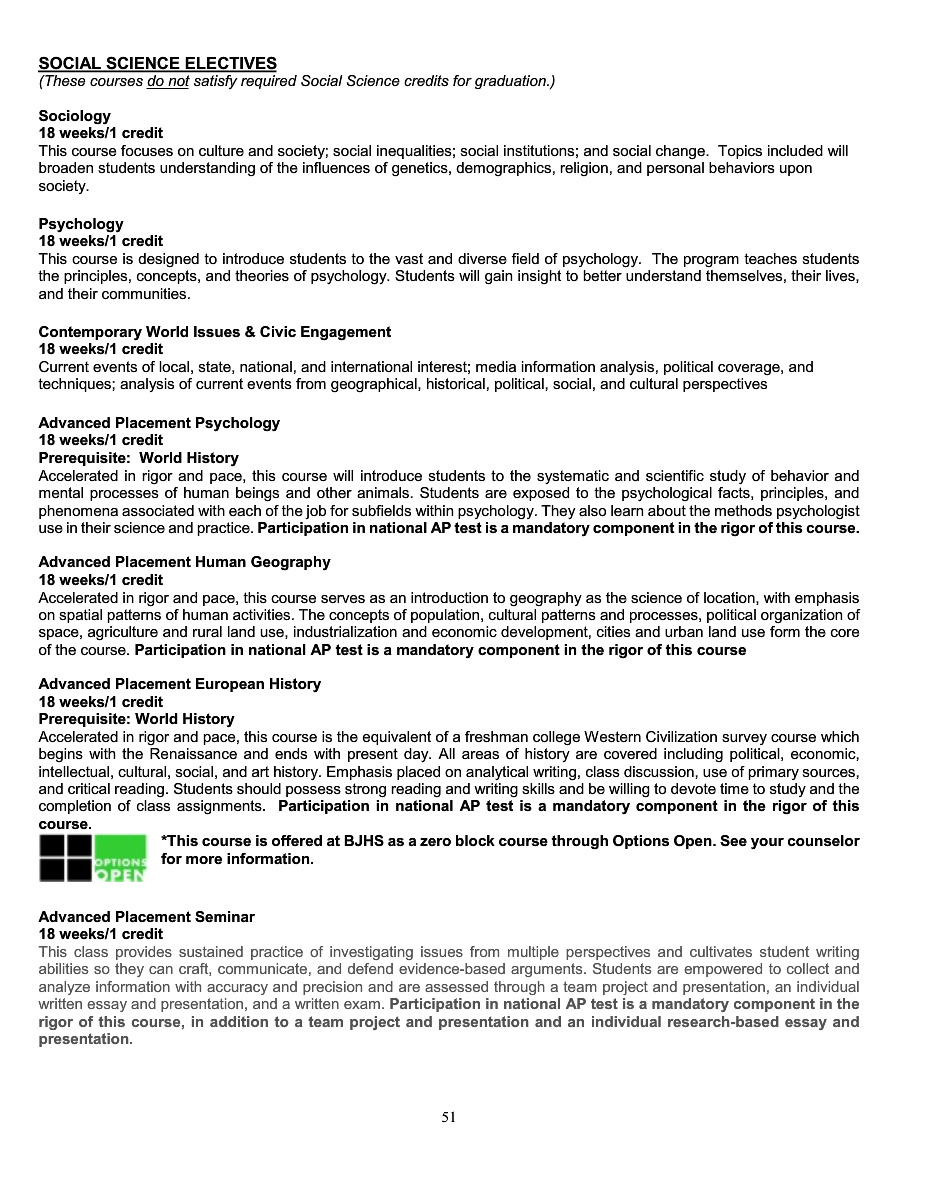 SOCIAL SCIENCE ELECTIVES
(These courses do not satisfy required Social Science credits for graduation.)
Sociology
18 weeks/1 credit
This course focuses on culture and society; social inequalities; social institutions; and social change.  Topics included will
broaden students understanding of the influences of genetics, demographics, religion, and personal behaviors upon
society.
Psychology
18 weeks/1 credit
This course is designed to introduce students to the vast and diverse field of psychology.  The program teaches students
the principles, concepts, and theories of psychology. Students will gain insight to better understand themselves, their lives,
and their communities.
Contemporary World Issues & Civic Engagement
18 weeks/1 credit
Current events of local, state, national, and international interest; media information analysis, political coverage, and
techniques; analysis of current events from geographical, historical, political, social, and cultural perspectives
Advanced Placement Psychology
18 weeks/1 credit
Prerequisite:  World History
Accelerated in rigor and pace, this course will introduce students to the systematic and scientific study of behavior and
mental processes of human beings and other animals. Students are exposed to the psychological facts, principles, and
phenomena associated with each of the job for subfields within psychology. They also learn about the methods psychologist
use in their science and practice. Participation in national AP test is a mandatory component in the rigor of this course.
Advanced Placement Human Geography
18 weeks/1 credit
Accelerated in rigor and pace, this course serves as an introduction to geography as the science of location, with emphasis
on spatial patterns of human activities. The concepts of population, cultural patterns and processes, political organization of
space, agriculture and rural land use, industrialization and economic development, cities and urban land use form the core
of the course. Participation in national AP test is a mandatory component in the rigor of this course
Advanced Placement European History
18 weeks/1 credit
Prerequisite: World History
Accelerated in rigor and pace, this course is the equivalent of a freshman college Western Civilization survey course which
begins with the Renaissance and ends with present day. All areas of history are covered including political, economic,
intellectual, cultural, social, and art history. Emphasis placed on analytical writing, class discussion, use of primary sources,
and critical reading. Students should possess strong reading and writing skills and be willing to devote time to study and the
completion of class assignments.  Participation in national AP test is a mandatory component in the rigor of this
course.
OPTIONS
OPEN
*This course is offered at BJHS as a zero block course through Options Open. See your counselor
for more information.
Advanced Placement Seminar
18 weeks/1 credit
This class provides sustained practice of investigating issues from multiple perspectives and cultivates student writing
abilities so they can craft, communicate, and defend evidence-based arguments. Students are empowered to collect and
analyze information with accuracy and precision and are assessed through a team project and presentation, an individual
written essay and presentation, and a written exam. Participation in national AP test is a mandatory component in the
rigor of this course, in addition to a team project and presentation and an individual research-based essay and
presentation.
51